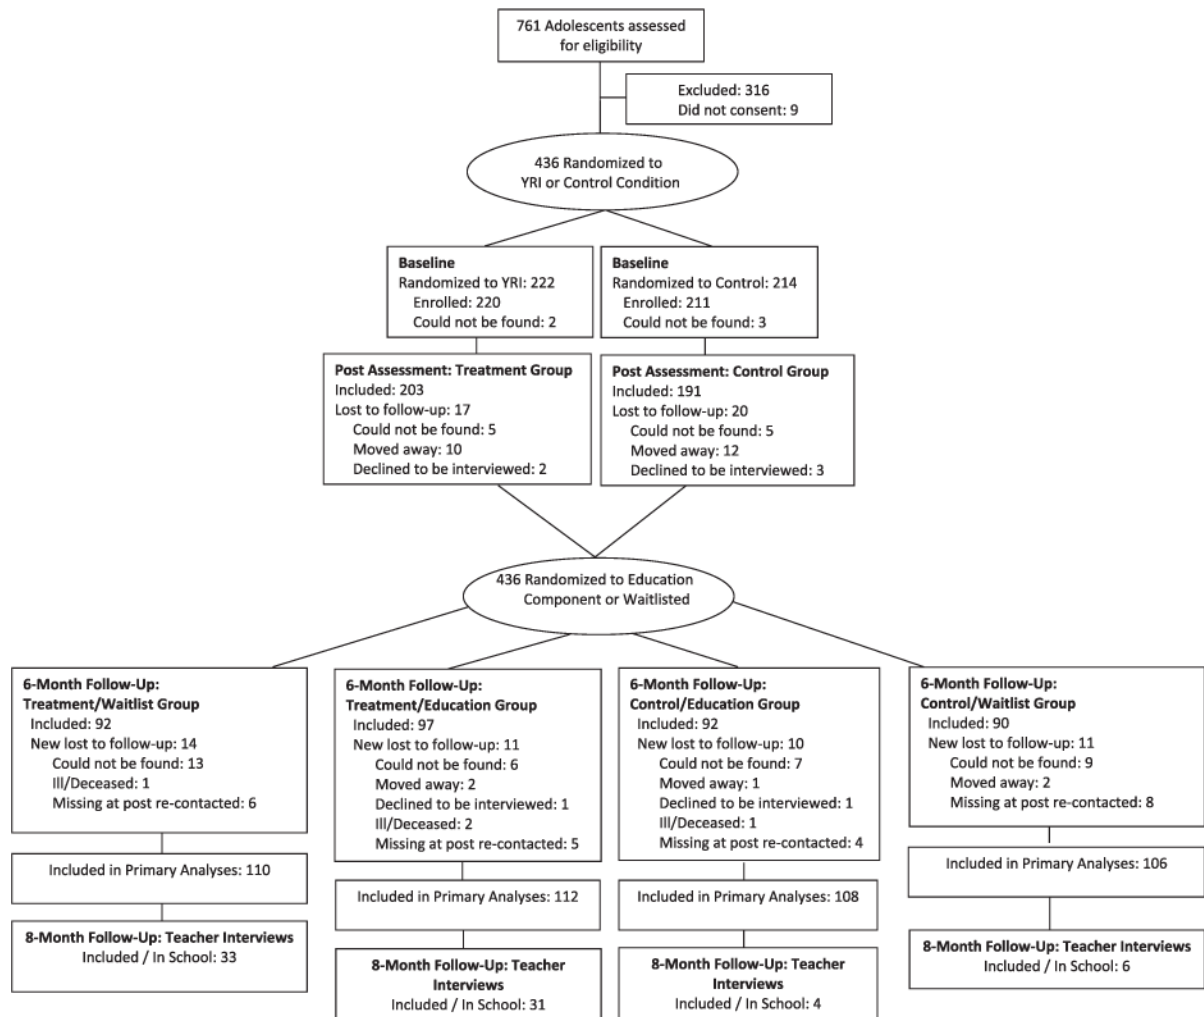 761 Adolescents assessed
for eligibility
Excluded: 316
Did not consent: 9
436 Randomized to
YRI or Control Condition
Baseline
Randomized to YRI: 222
Enrolled: 220
Could not be found: 2
Baseline
Randomized to Control: 214
Enrolled: 211
Could not be found: 3
Post Assessment: Treatment Group
Included: 203
Lost to follow-up: 17
Could not be found: 5
Moved away: 10
Declined to be interviewed: 2
Post Assessment: Control Group
Included: 191
Lost to follow-up: 20
Could not be found: 5
Moved away: 12
Declined to be interviewed: 3
436 Randomized to Education
Component or Waitlisted
6-Month Follow-Up:
Treatment/Waitlist Group
Included: 92
New lost to follow-up: 14
Could not be found: 13
Ill/Deceased: 1
Missing at post re-contacted: 6
6-Month Follow-Up:
Treatment/Education Group
Included: 97
New lost to follow-up: 11
Could not be found: 6
Moved away: 2
Declined to be interviewed: 1
Ill/Deceased: 2
Missing at post re-contacted: 5
6-Month Follow-Up:
Control/Education Group
Included: 92
New lost to follow-up: 10
Could not be found: 7
Moved away: 1
Declined to be interviewed: 1
Ill/Deceased: 1
Missing at post re-contacted: 4
6-Month Follow-Up:
Control/Waitlist Group
Included: 90
New lost to follow-up: 11
Could not be found: 9
Moved away: 2
Missing at post re-contacted: 8
Included in Primary Analyses: 110
Included in Primary Analyses: 112
Included in Primary Analyses: 108
Included in Primary Analyses: 106
8-Month Follow-Up: Teacher Interviews
Included / In School: 33
8-Month Follow-Up: Teacher
Interviews
Included / In School: 31
8-Month Follow-Up: Teacher
Interviews
Included / In School: 4
8-Month Follow-Up: Teacher Interviews
Included / In School: 6